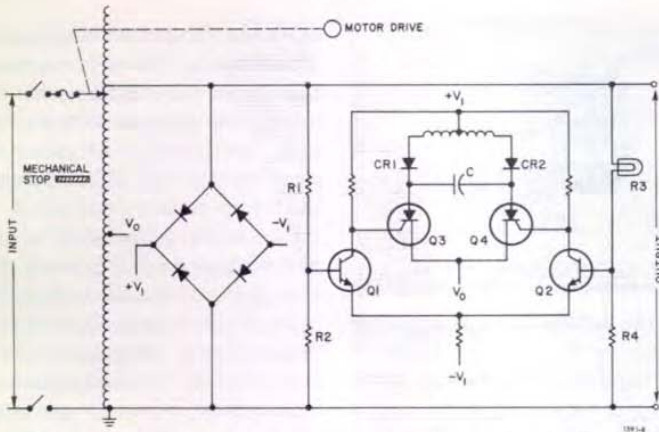 MOTOR DRIVE
MECHANICAL
STOP
INPUT
V₀
+V₁
-V₁
R1
R2
+V₁
CR1
CR2
C
Q3
Q4
Q1
Q2
V₀
-V₁
R3
R4
OUTPUT